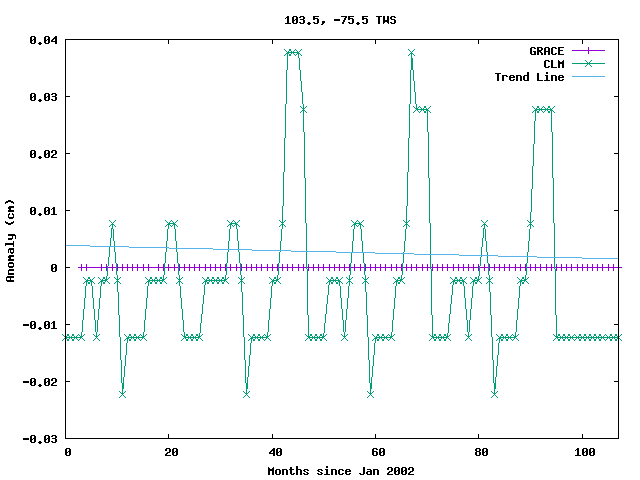 103.5, -75.5 TWS
GRACE
CLM
Trend Line
0.04
0.03
0.02
0.01
0
-0.01
-0.02
-0.03
Anomaly (cm)
0 20 40 60 80 100
Months since Jan 2002